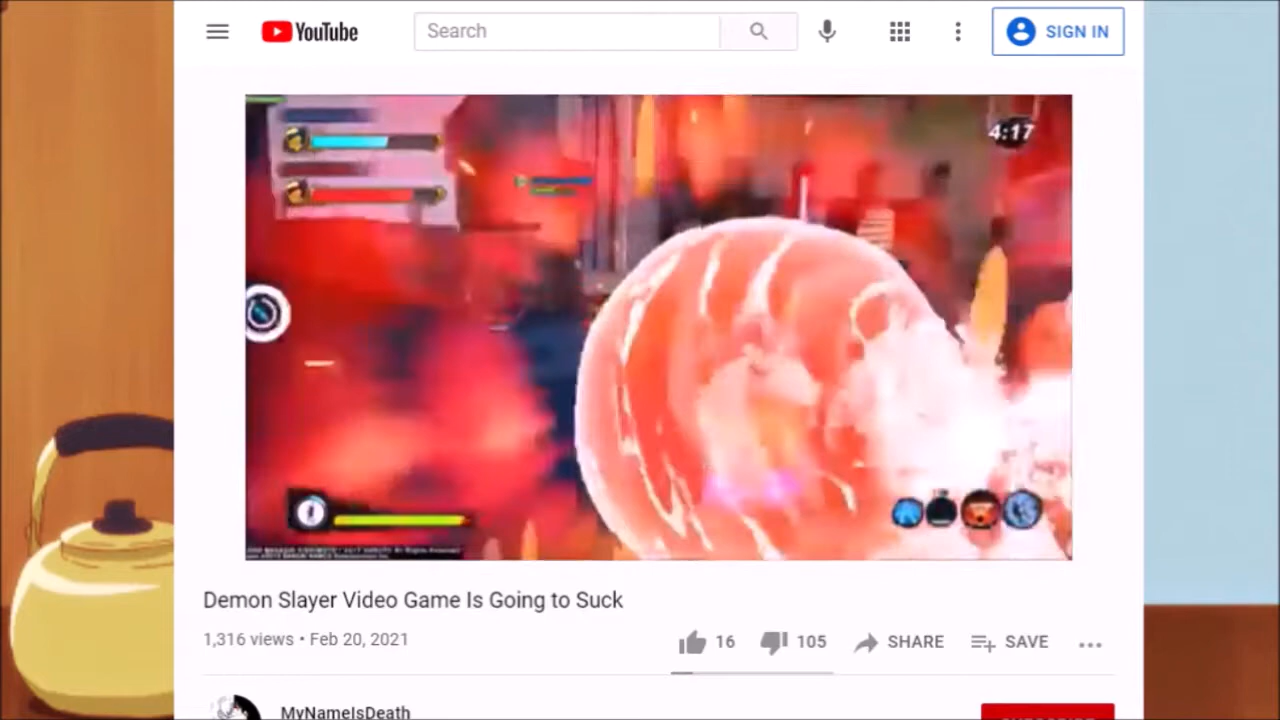 YouTube
Search
SIGN IN
4:17
Demon Slayer Video Game Is Going to Suck
1,316 views • Feb 20, 2021
16
105
SHARE
SAVE
MyNameIsDeath